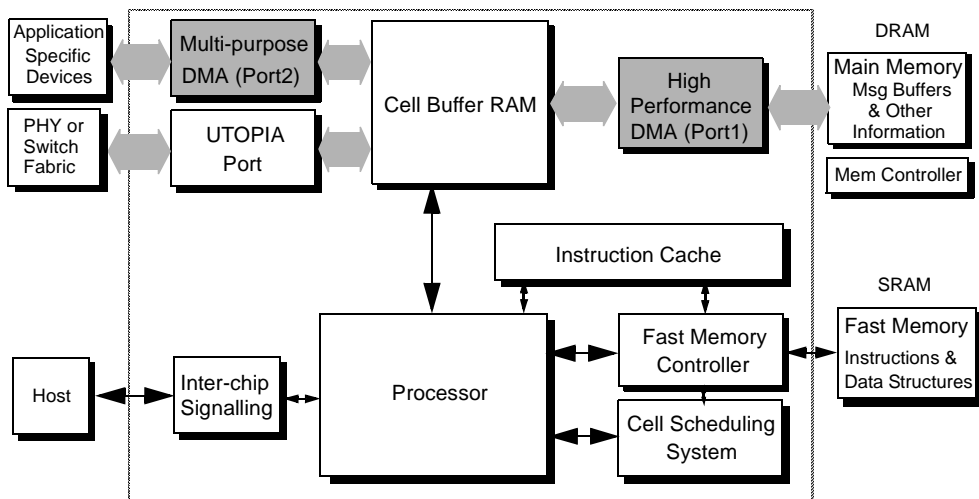 Application
Specific
Devices
Multi-purpose
DMA (Port2)
Cell Buffer RAM
High
Performance
DMA (Port1)
DRAM
Main Memory
Msg Buffers
& Other
Information
PHY or
Switch
Fabric
UTOPIA
Port
Mem Controller
Instruction Cache
SRAM
Host
Inter-chip
Signalling
Processor
Fast Memory
Controller
Fast Memory
Instructions &
Data Structures
Cell Scheduling
System